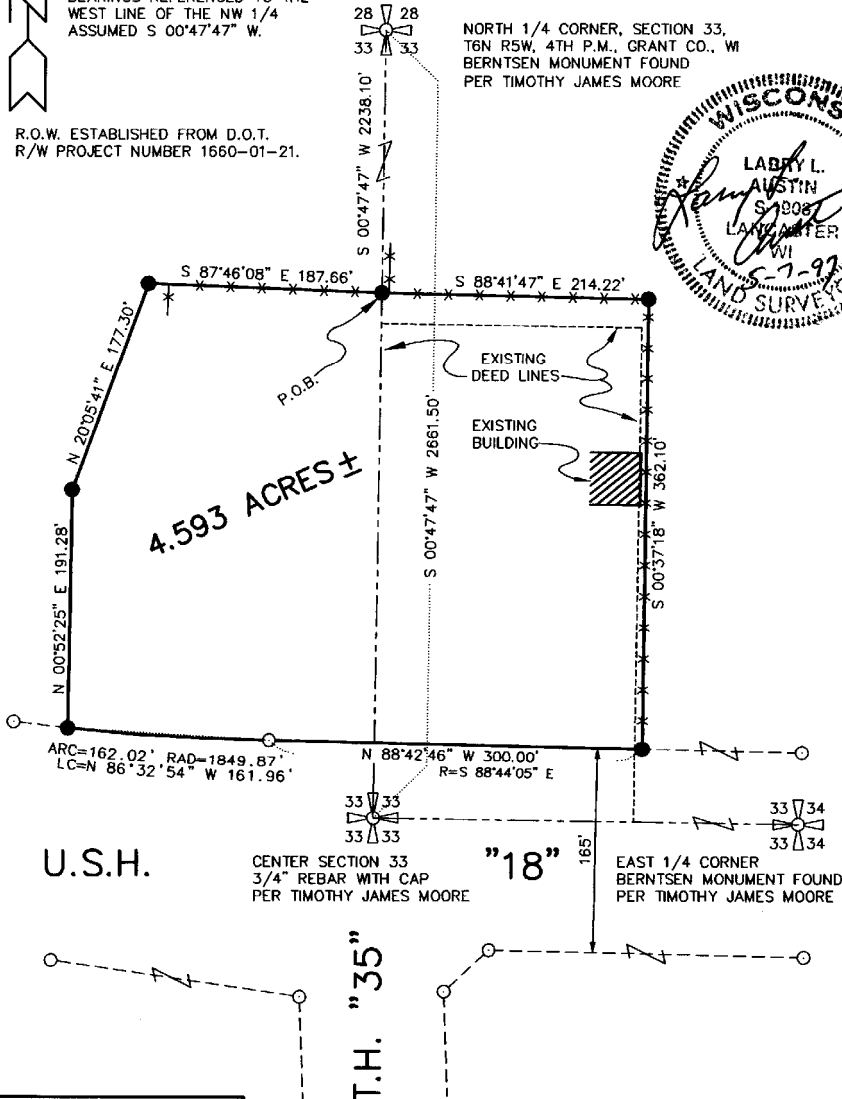 WEST LINE OF THE NW 1/4
ASSUMED S 00°47'47" W.
R.O.W. ESTABLISHED FROM D.O.T.
R/W PROJECT NUMBER 1660-01-21.
28 28
33 33
NORTH 1/4 CORNER, SECTION 33,
T6N R5W, 4TH P.M., GRANT CO., WI
BERNTSEN MONUMENT FOUND
PER TIMOTHY JAMES MOORE
WISCONS
LARRY L.
AUSTIN
S-1908
LANCASTER
WI
5-7-97
LAND SURVEYO
S 00°47'47" W 2238.10'
S 87°46'08" E 187.66'
S 88°41'47" E 214.22'
N 20°05'41" E 177.30'
P.O.B.
EXISTING
DEED LINES
EXISTING
BUILDING
4.593 ACRES±
S 00°47'47" W 2661.50'
S 00°37'18" W 362.10'
N 00°52'25" E 191.28'
ARC=162.02' RAD=1849.87'
LC=N 86°32'54" W 161.96'
N 88°42'46" W 300.00'
R=S 88°44'05" E
33 33
33 33
33 34
33 34
165'
U.S.H.
"18"
CENTER SECTION 33
3/4" REBAR WITH CAP
PER TIMOTHY JAMES MOORE
EAST 1/4 CORNER
BERNTSEN MONUMENT FOUND
PER TIMOTHY JAMES MOORE
T.H. "35"